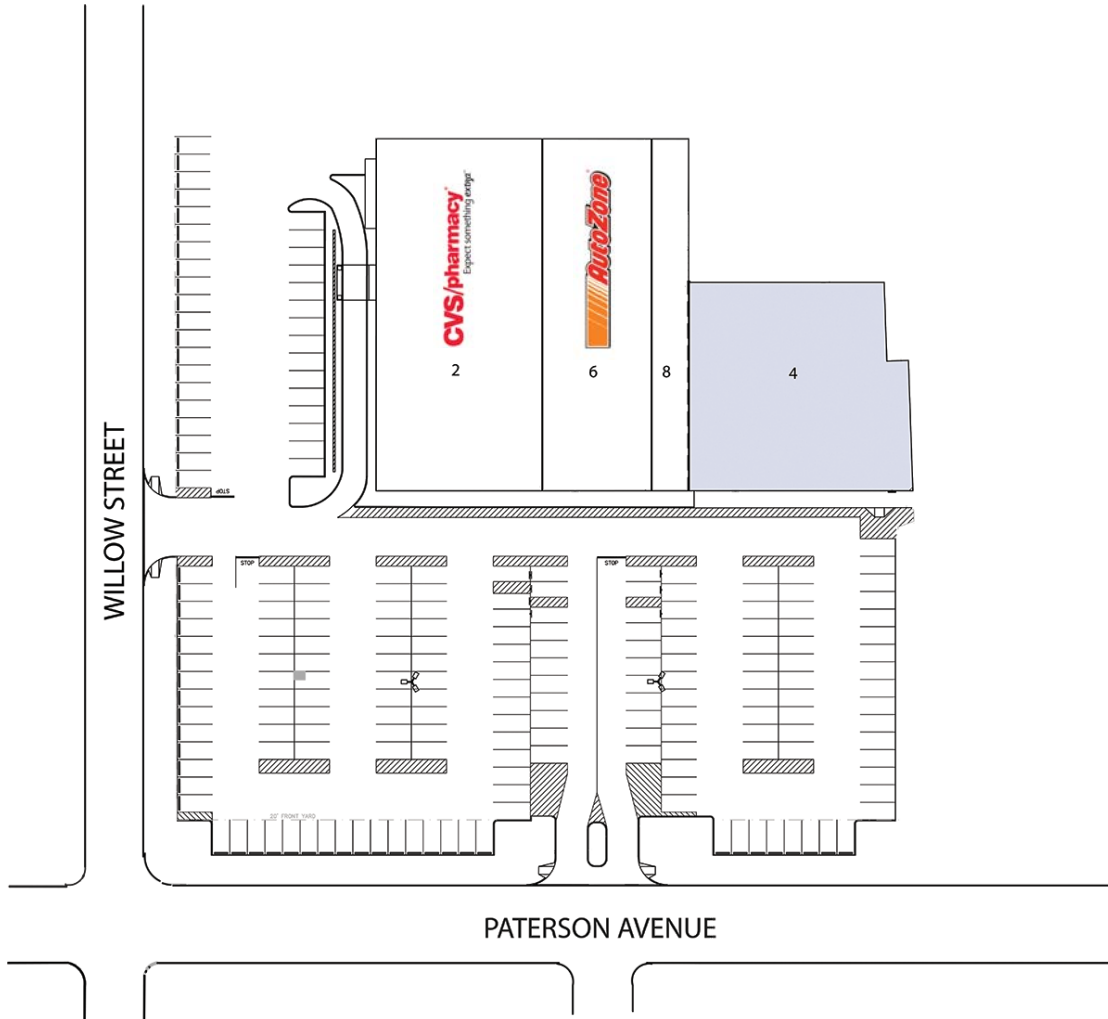 CVS/pharmacy
Expect something extra
AutoZone
2
6
8
4
WILLOW STREET
STOP
STOP
STOP
20' FRONT YARD
PATERSON AVENUE